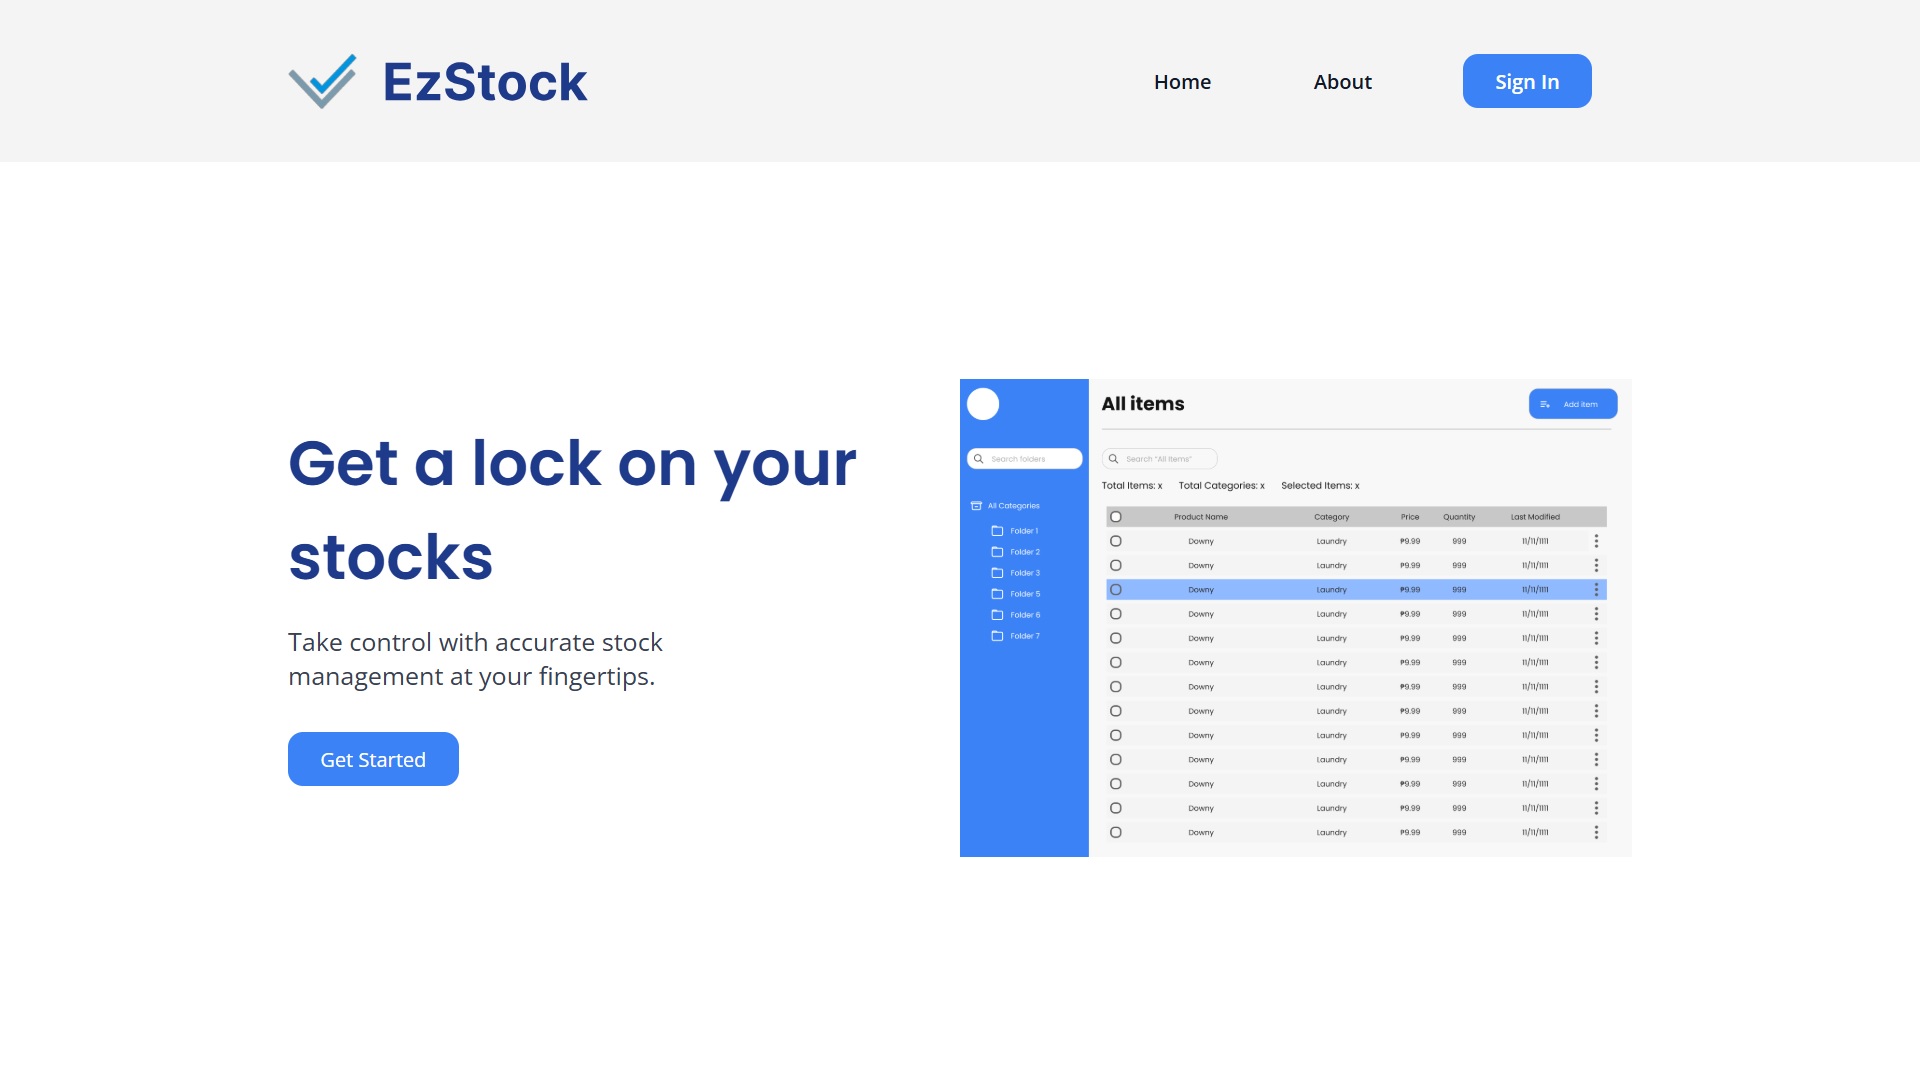 EzStock
Home
About
Sign In
Get a lock on your
stocks
Take control with accurate stock
management at your fingertips.
Get Started
Search folders
All Categories
Folder 1
Folder 2
Folder 3
Folder 5
Folder 6
Folder 7
All items
Add item
Search "All Items"
Total Items: x Total Categories: x Selected Items: x
Product Name Category Price Quantity Last Modified
Downy Laundry ₱9.99 999 11/11/1111
Downy Laundry ₱9.99 999 11/11/1111
Downy Laundry ₱9.99 999 11/11/1111
Downy Laundry ₱9.99 999 11/11/1111
Downy Laundry ₱9.99 999 11/11/1111
Downy Laundry ₱9.99 999 11/11/1111
Downy Laundry ₱9.99 999 11/11/1111
Downy Laundry ₱9.99 999 11/11/1111
Downy Laundry ₱9.99 999 11/11/1111
Downy Laundry ₱9.99 999 11/11/1111
Downy Laundry ₱9.99 999 11/11/1111
Downy Laundry ₱9.99 999 11/11/1111
Downy Laundry ₱9.99 999 11/11/1111